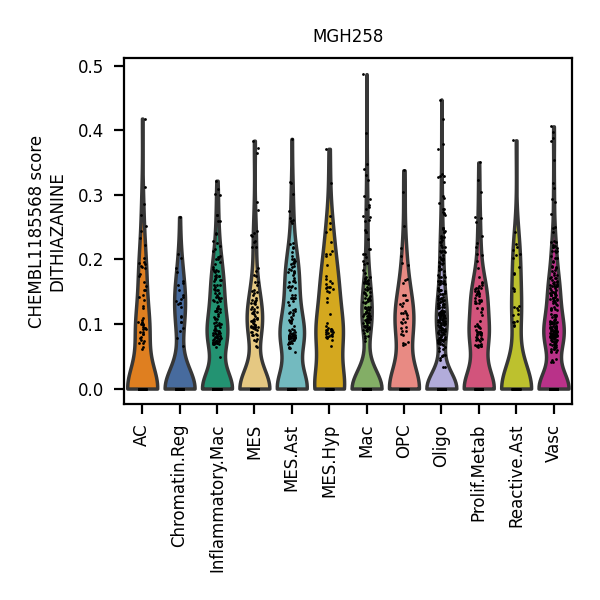 MGH258
CHEMBL1185568 score
DITHIAZANINE
0.5
0.4
0.3
0.2
0.1
0.0
AC
Chromatin.Reg
Inflammatory.Mac
MES
MES.Ast
MES.Hyp
Mac
OPC
Oligo
Prolif.Metab
Reactive.Ast
Vasc